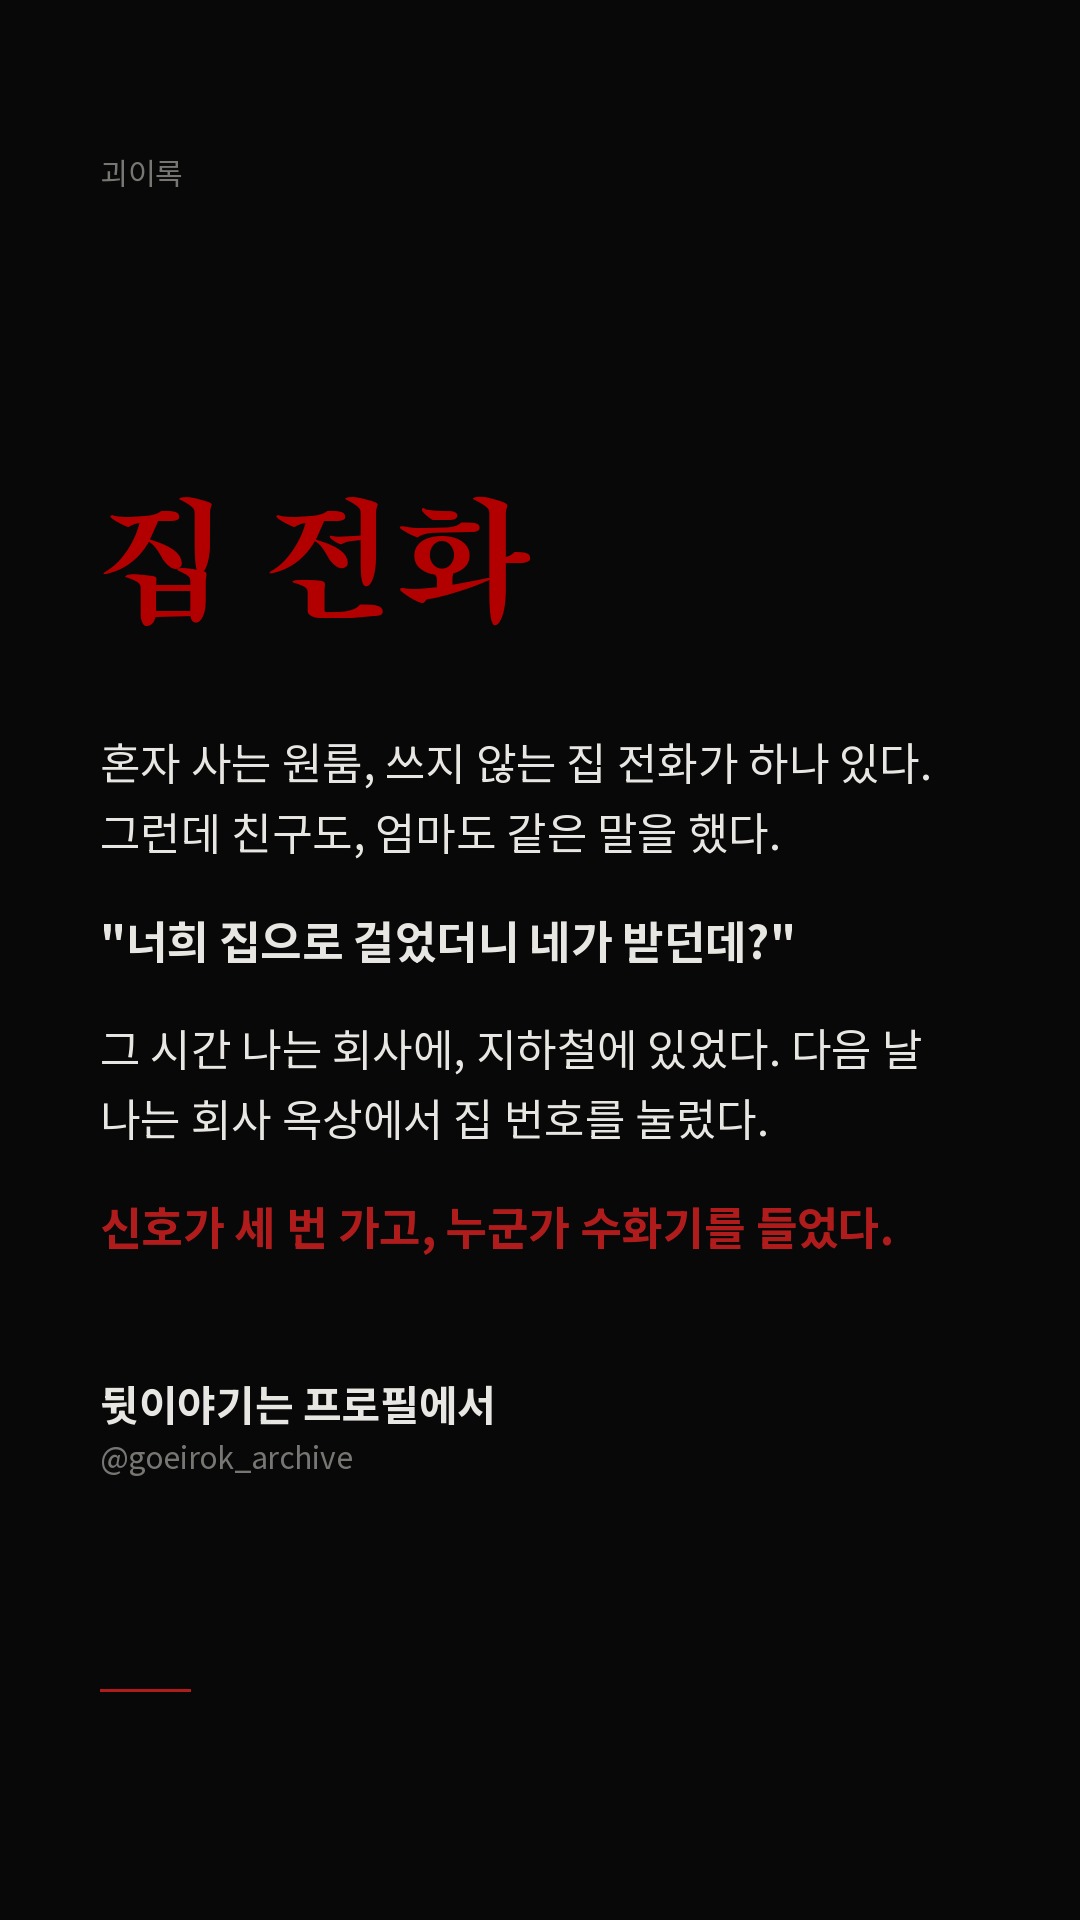 괴이록
집 전화
혼자 사는 원룸, 쓰지 않는 집 전화가 하나 있다.
그런데 친구도, 엄마도 같은 말을 했다.
"너희 집으로 걸었더니 네가 받던데?"
그 시간 나는 회사에, 지하철에 있었다. 다음 날
나는 회사 옥상에서 집 번호를 눌렀다.
신호가 세 번 가고, 누군가 수화기를 들었다.
뒷이야기는 프로필에서
@goeirok_archive